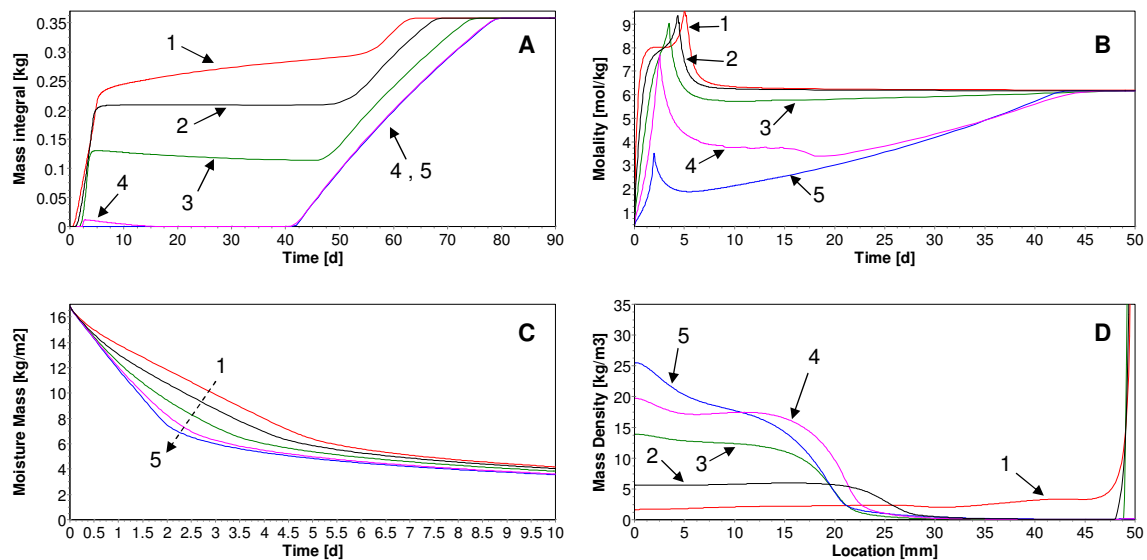 A
Mass integral [kg]
0.35
0.3
0.25
0.2
0.15
0.1
0.05
0
1
2
3
4
4 , 5
0 10 20 30 40 50 60 70 80 90
Time [d]
B
Molality [mol/kg]
9
8
7
6
5
4
3
2
1
1
2
3
4
5
0 5 10 15 20 25 30 35 40 45 50
Time [d]
C
Moisture Mass [kg/m2]
16
14
12
10
8
6
4
2
0
1
5
0 0.5 1 1.5 2 2.5 3 3.5 4 4.5 5 5.5 6 6.5 7 7.5 8 8.5 9 9.5 10
Time [d]
D
Mass Density [kg/m3]
35
30
25
20
15
10
5
0
5
4
3
2
1
0 5 10 15 20 25 30 35 40 45 50
Location [mm]